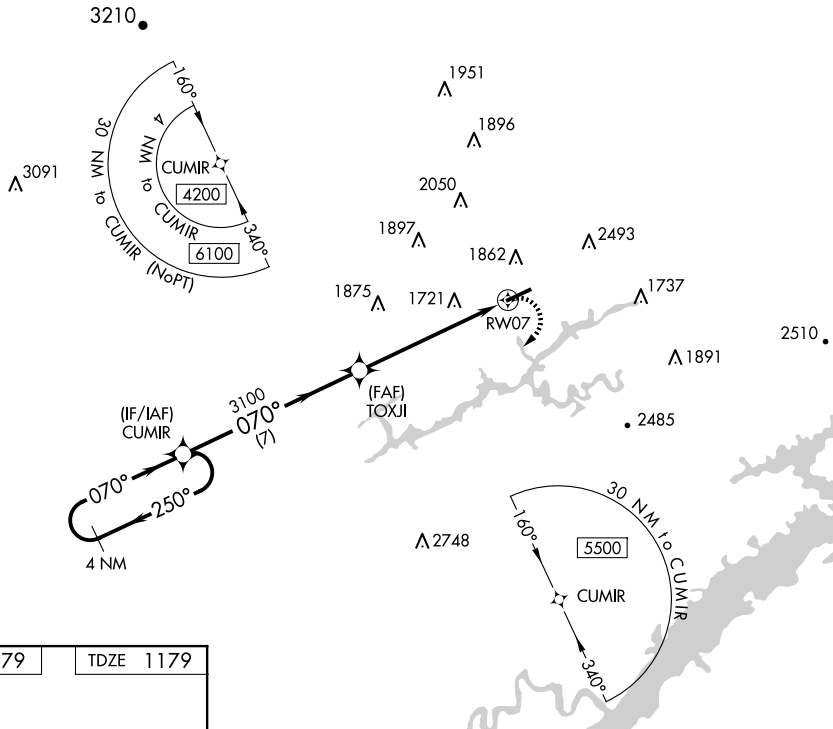 3210
1951
1896
3091
2050
1897
1862
2493
1875
1721
1737
2510
1891
2485
2748
160°
340°
CUMIR
4200
4 NM to CUMIR
6100
30 NM to CUMIR (NoPT)
RW07
(FAF)
TOXJI
3100
070°
(7)
(IF/IAF)
CUMIR
070°
250°
4 NM
30 NM to CUMIR
160°
5500
CUMIR
340°
79
TDZE 1179